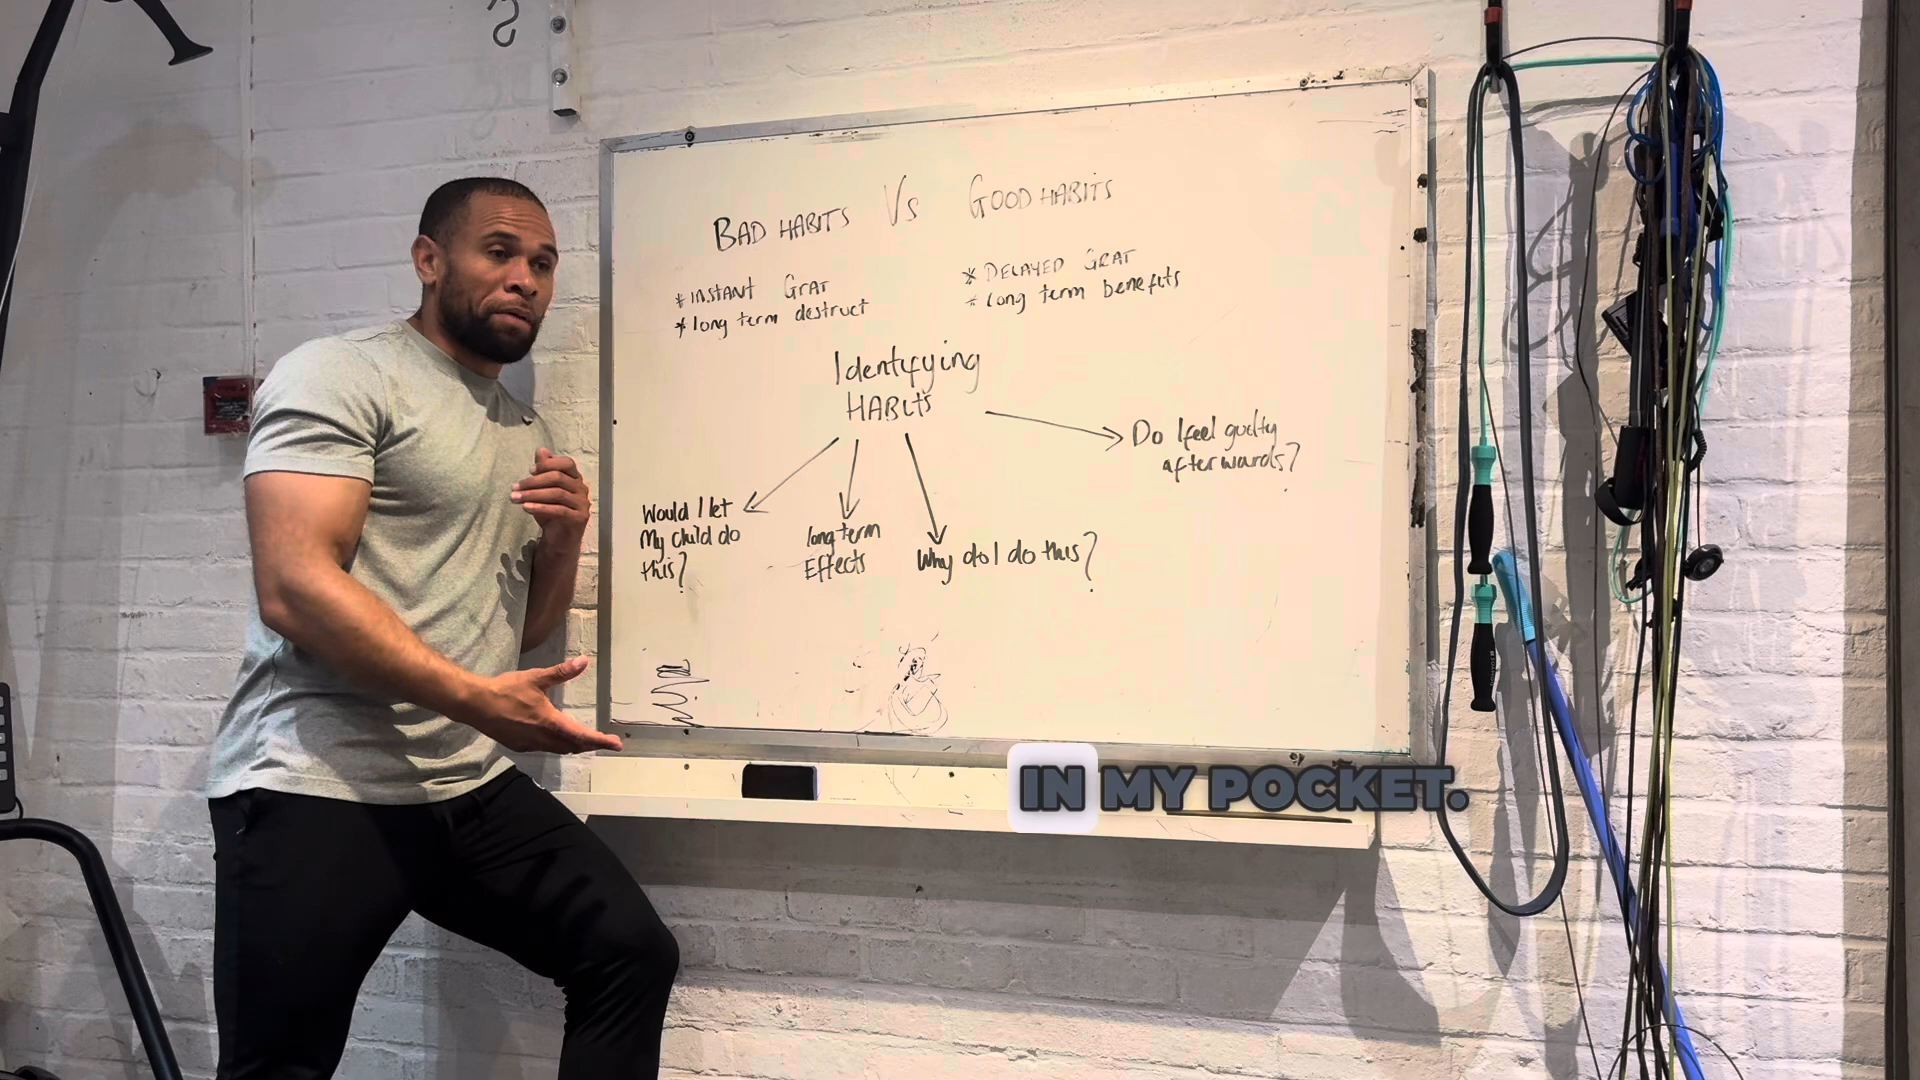 BAD HABITS Vs GOOD HABITS
* INSTANT GRAT
* long term destruct
* DELAYED GRAT
* long term benefits
Identifying
HABITS
Do I feel guilty
afterwards?
Would I let
My child do
this?
long term
Effects
Why do I do this?
IN MY POCKET.